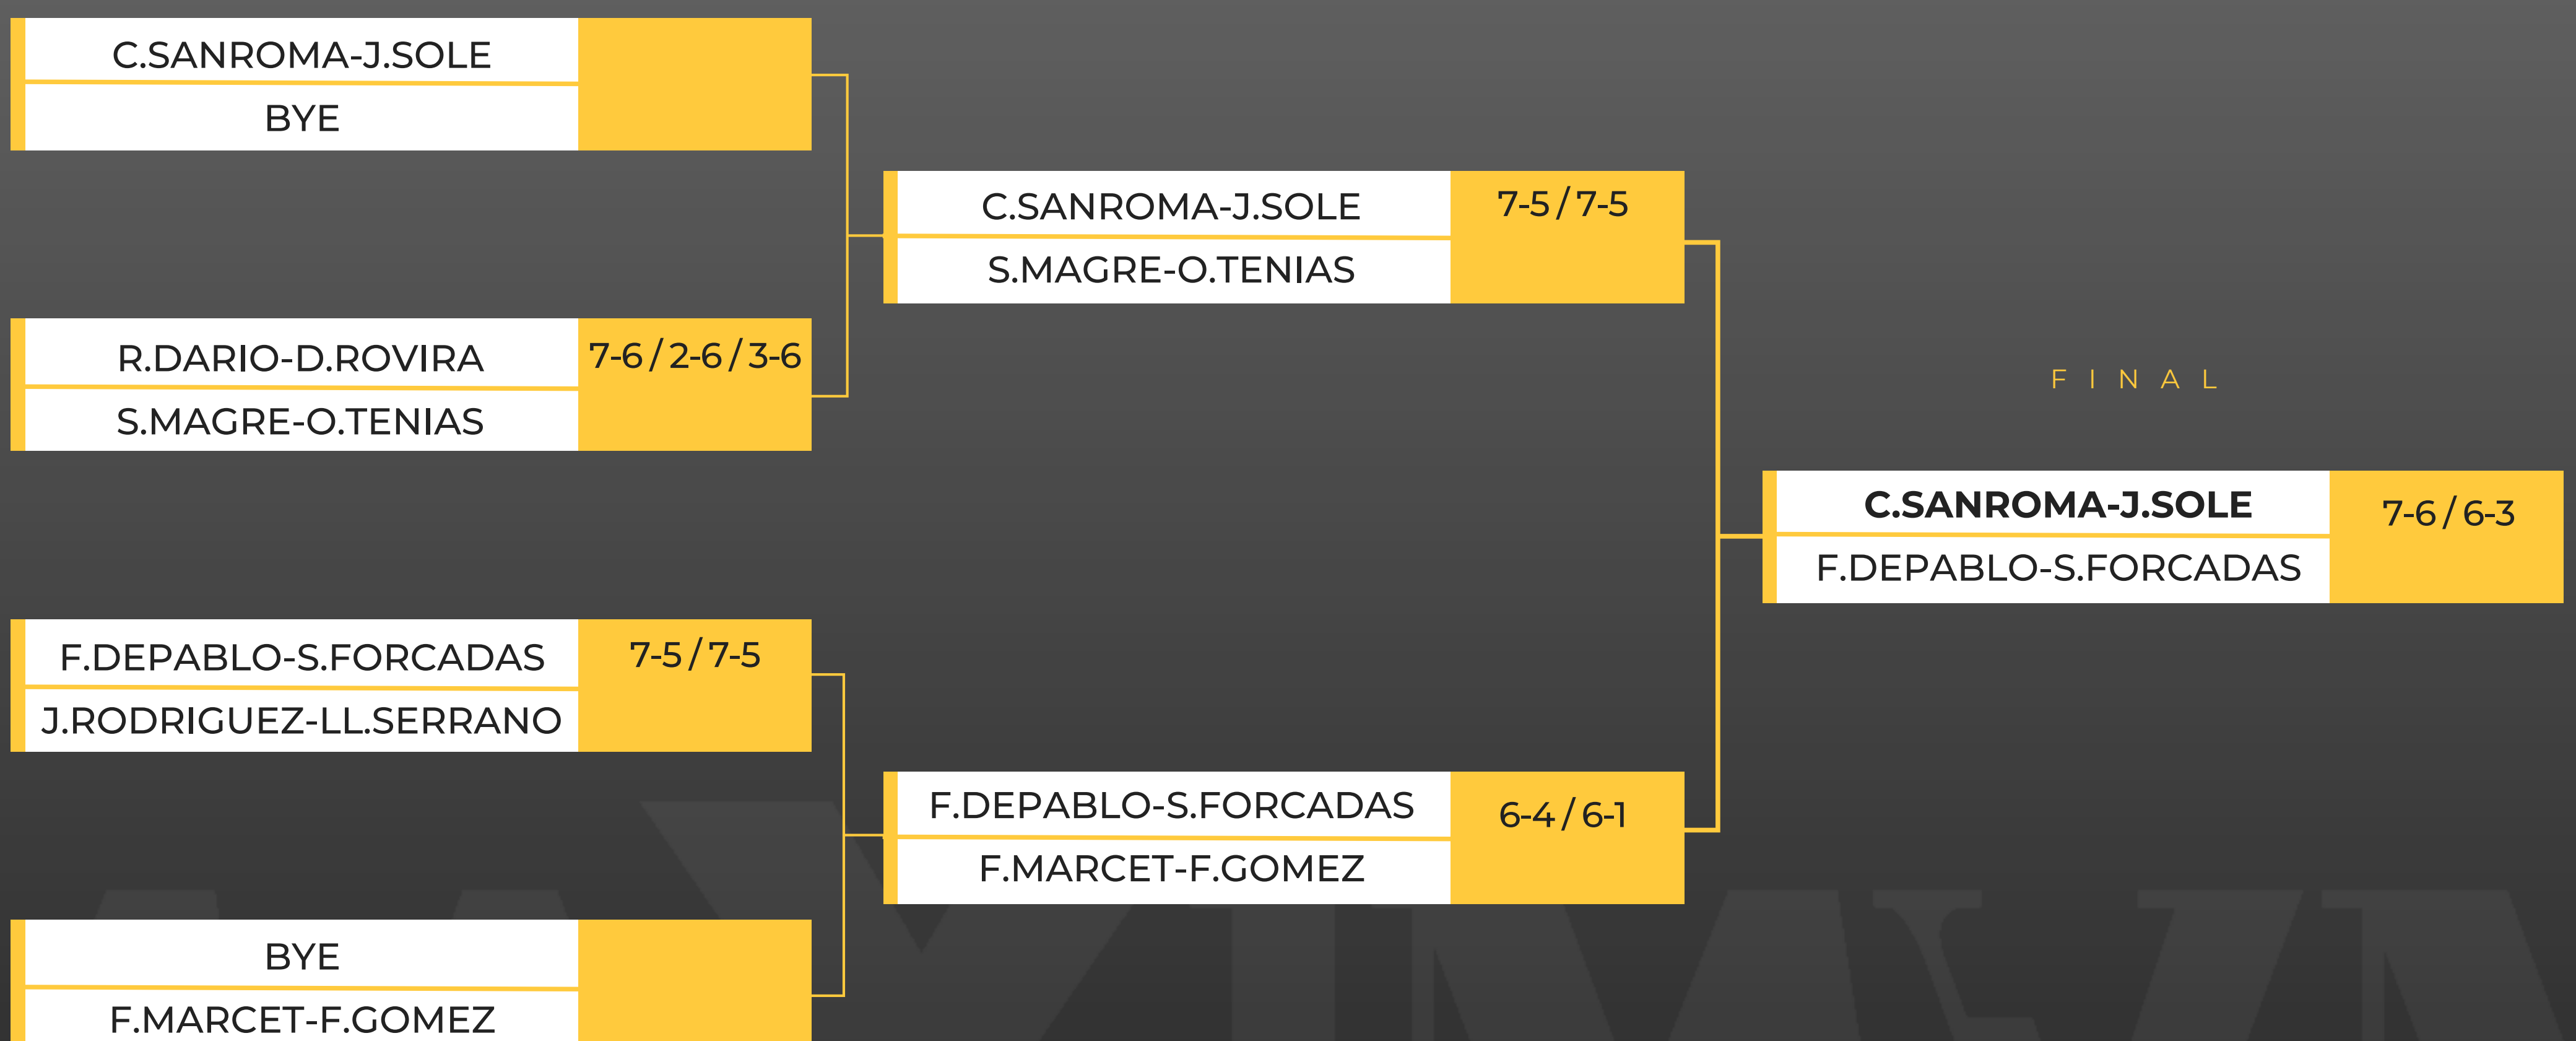 C.SANROMA-J.SOLE
BYE
R.DARIO-D.ROVIRA 7-6 / 2-6 / 3-6
S.MAGRE-O.TENIAS
F.DEPABLO-S.FORCADAS 7-5 / 7-5
J.RODRIGUEZ-LL.SERRANO
BYE
F.MARCET-F.GOMEZ
C.SANROMA-J.SOLE 7-5 / 7-5
S.MAGRE-O.TENIAS
F.DEPABLO-S.FORCADAS 6-4 / 6-1
F.MARCET-F.GOMEZ
FINAL
C.SANROMA-J.SOLE 7-6 / 6-3
F.DEPABLO-S.FORCADAS